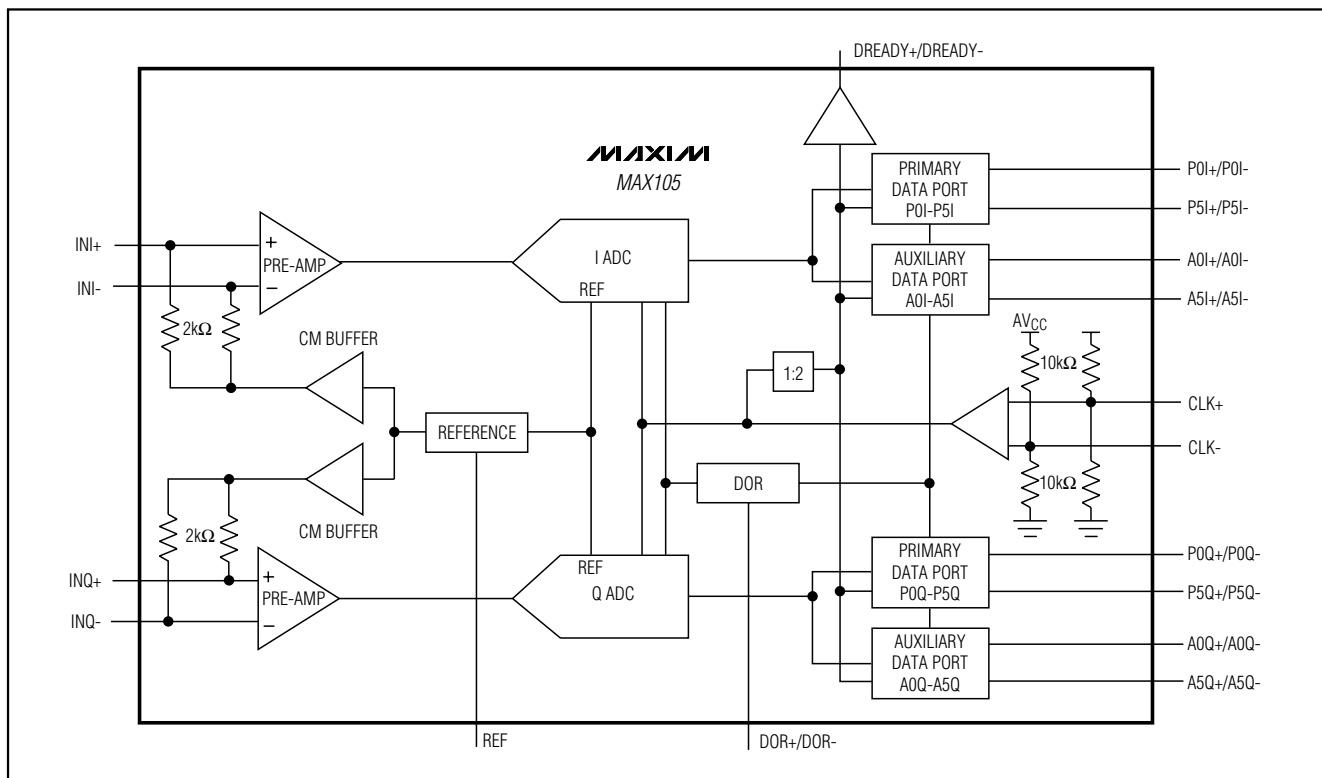 DREADY+/DREADY-
MAXIM
MAX105
PRIMARY
DATA PORT
P0I-P5I
P0I+/P0I-
P5I+/P5I-
INI+
INI-
+
PRE-AMP
−
I ADC
REF
AUXILIARY
DATA PORT
A0I-A5I
A0I+/A0I-
A5I+/A5I-
2kΩ
CM BUFFER
AVCC
10kΩ
1:2
CLK+
CLK-
REFERENCE
10kΩ
DOR
CM BUFFER
2kΩ
INQ+
INQ-
+
PRE-AMP
−
REF
Q ADC
PRIMARY
DATA PORT
P0Q-P5Q
P0Q+/P0Q-
P5Q+/P5Q-
AUXILIARY
DATA PORT
A0Q-A5Q
A0Q+/A0Q-
A5Q+/A5Q-
REF
DOR+/DOR-